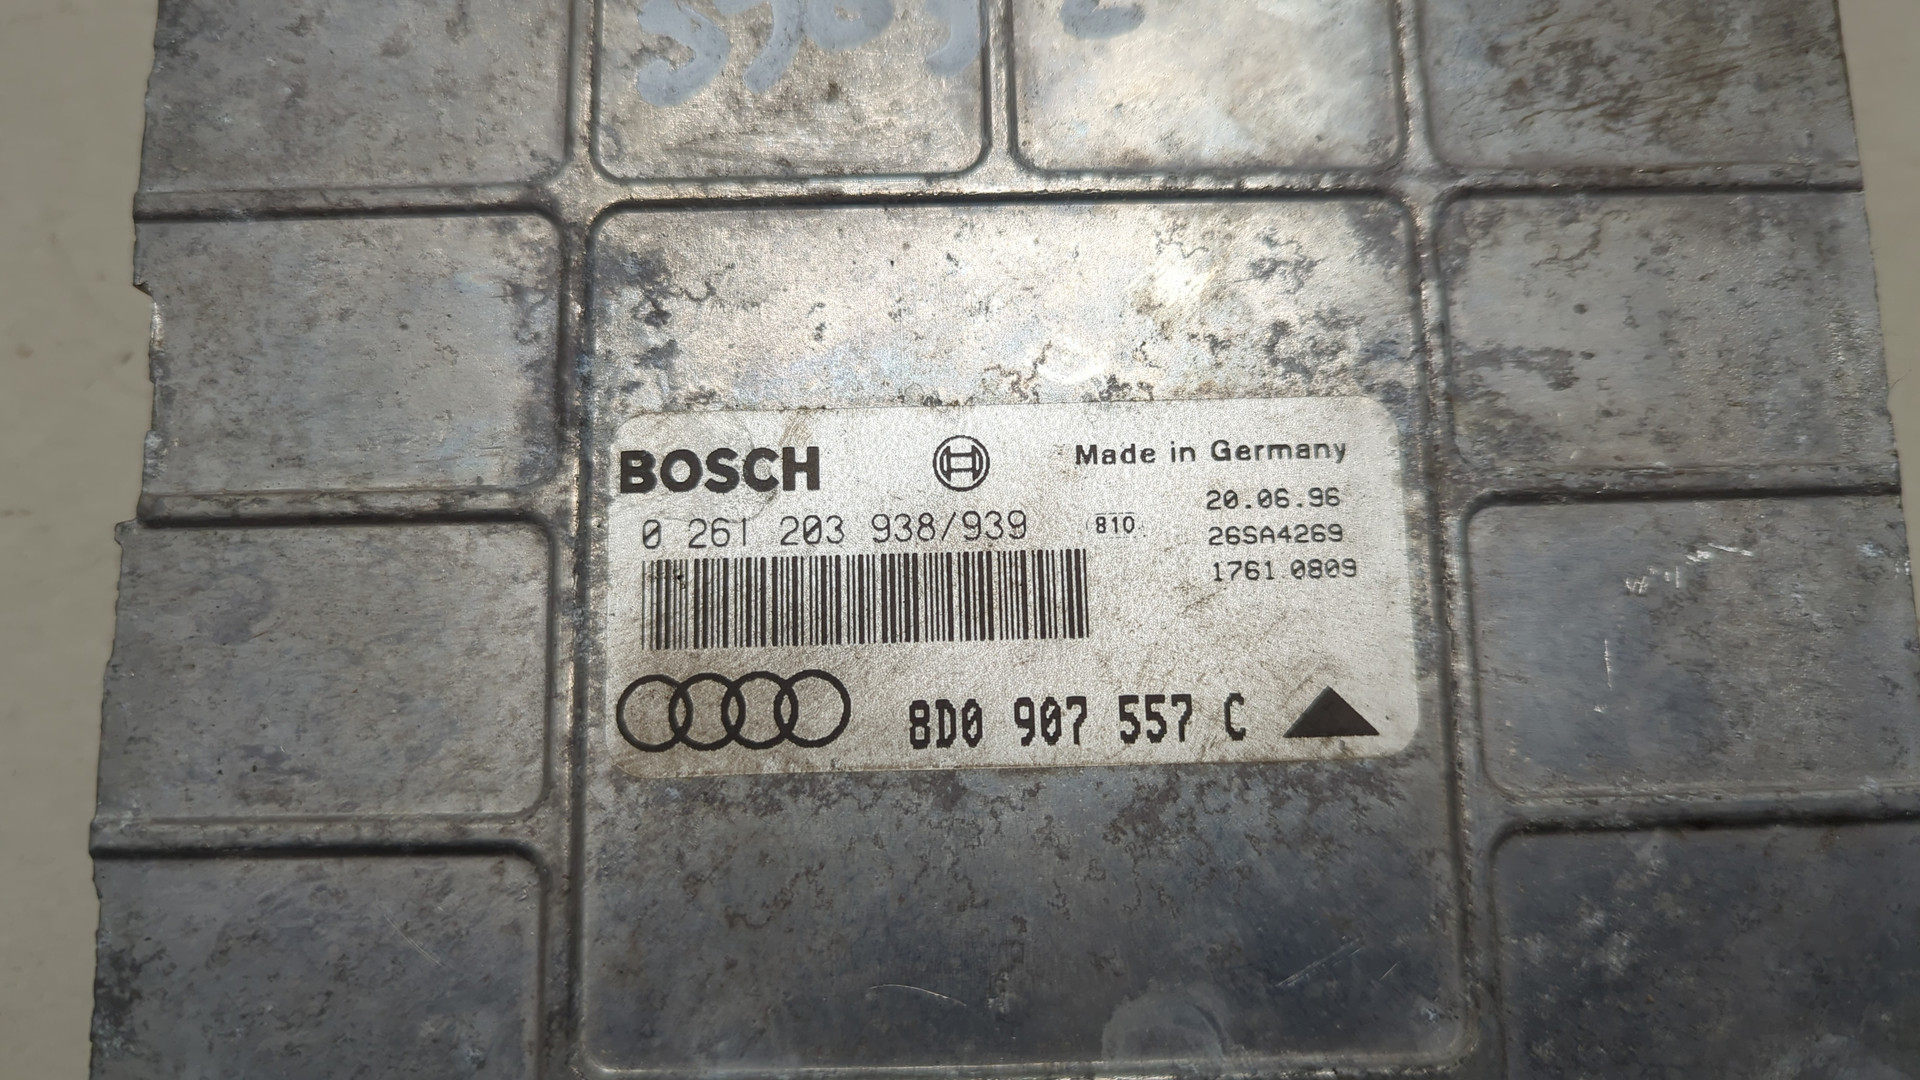 BOSCH
Made in Germany
20.06.96
0 261 203 938/939
810
26SA4269
1761 0809
8D0 907 557 C